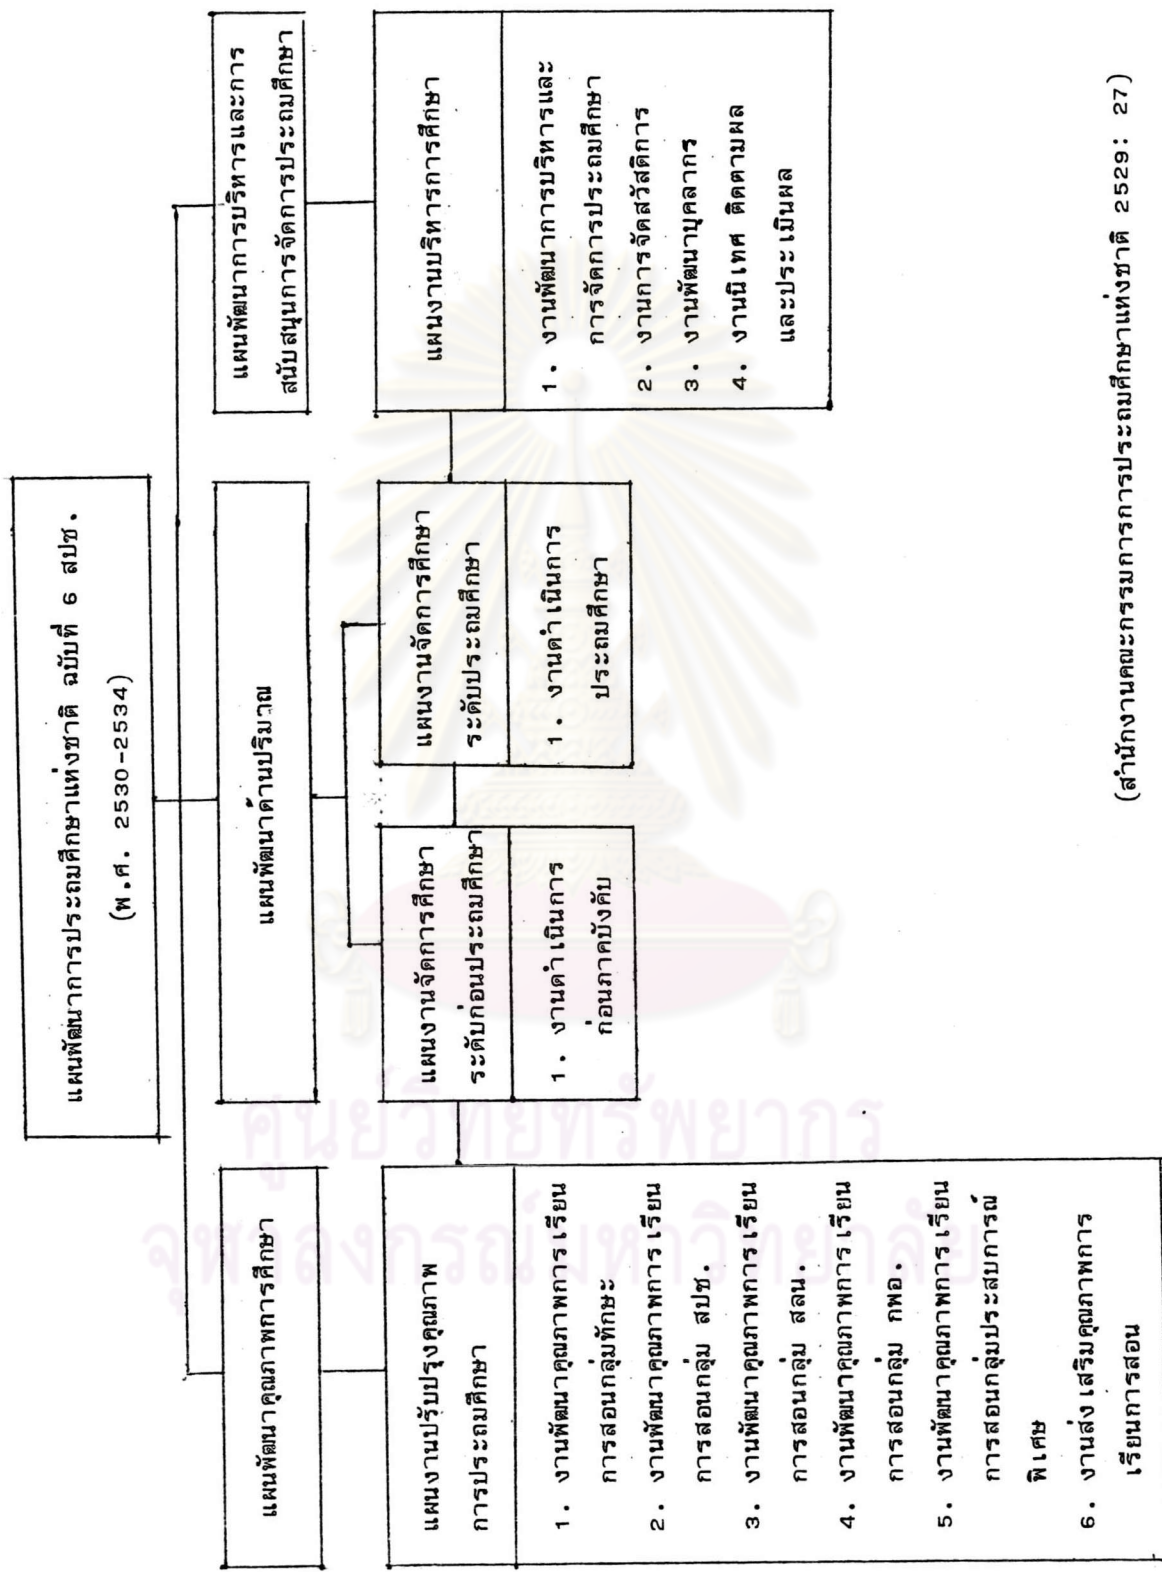 แผนพัฒนาการประถมศึกษาแห่งชาติ ฉบับที่ 6 สปช.
(พ.ศ. 2530-2534)
แผนพัฒนาคุณภาพการศึกษา
แผนพัฒนาด้านปริมาณ
แผนพัฒนาการบริหารและการ
สนับสนุนการจัดการประถมศึกษา
แผนงานปรับปรุงคุณภาพ
การประถมศึกษา
1. งานพัฒนาคุณภาพการเรียน
การสอนกลุ่มทักษะ
2. งานพัฒนาคุณภาพการเรียน
การสอนกลุ่ม สปช.
3. งานพัฒนาคุณภาพการเรียน
การสอนกลุ่ม สลน.
4. งานพัฒนาคุณภาพการเรียน
การสอนกลุ่ม กพอ.
5. งานพัฒนาคุณภาพการเรียน
การสอนกลุ่มประสบการณ์
พิเศษ
6. งานส่งเสริมคุณภาพการ
เรียนการสอน
แผนงานจัดการศึกษา
ระดับก่อนประถมศึกษา
1. งานดำเนินการ
ก่อนภาคบังคับ
แผนงานจัดการศึกษา
ระดับประถมศึกษา
1. งานดำเนินการ
ประถมศึกษา
แผนงานบริหารการศึกษา
1. งานพัฒนาการบริหารและ
การจัดการประถมศึกษา
2. งานการจัดสวัสดิการ
3. งานพัฒนาบุคลากร
4. งานนิเทศ ติดตามผล
และประเมินผล
(สำนักงานคณะกรรมการการประถมศึกษาแห่งชาติ 2529: 27)
ศูนย์วิทยทรัพยากร
จุฬาลงกรณ์มหาวิทยาลัย